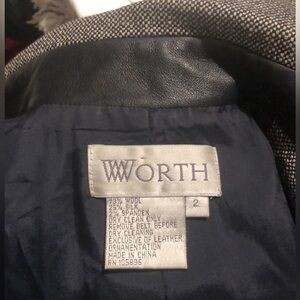 WORTH
2
% WOOL
% SILK
% SPANDEX
DRY CLEAN ONLY
REMOVE BELT BEFORE
DRY CLEANING
EXCLUSIVE OF LEATHER
ORNAMENTATION
MADE IN CHINA
RN 105896